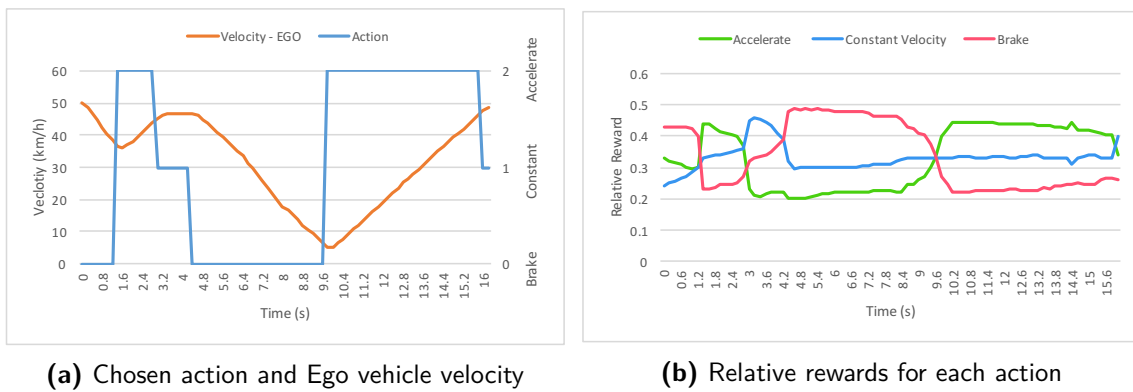 Velocity - EGO Action
Vecdotiy (km/h)
60
50
40
30
20
10
0
2
1
0
Accelerate
Constant
Brake
0 0.8 1.6 2.4 3.2 4 4.8 5.6 6.4 7.2 8 8.8 9.6 10.4 11.2 12 12.8 13.6 14.4 15.2 16
Time (s)
(a) Chosen action and Ego vehicle velocity
Accelerate Constant Velocity Brake
Relative Reward
0.6
0.5
0.4
0.3
0.2
0.1
0
0 0.6 1.2 1.8 2.4 3 3.6 4.2 4.8 5.4 6 6.6 7.2 7.8 8.4 9 9.6 10.2 10.8 11.4 12 12.6 13.2 13.8 14.4 15 15.6
Time (s)
(b) Relative rewards for each action